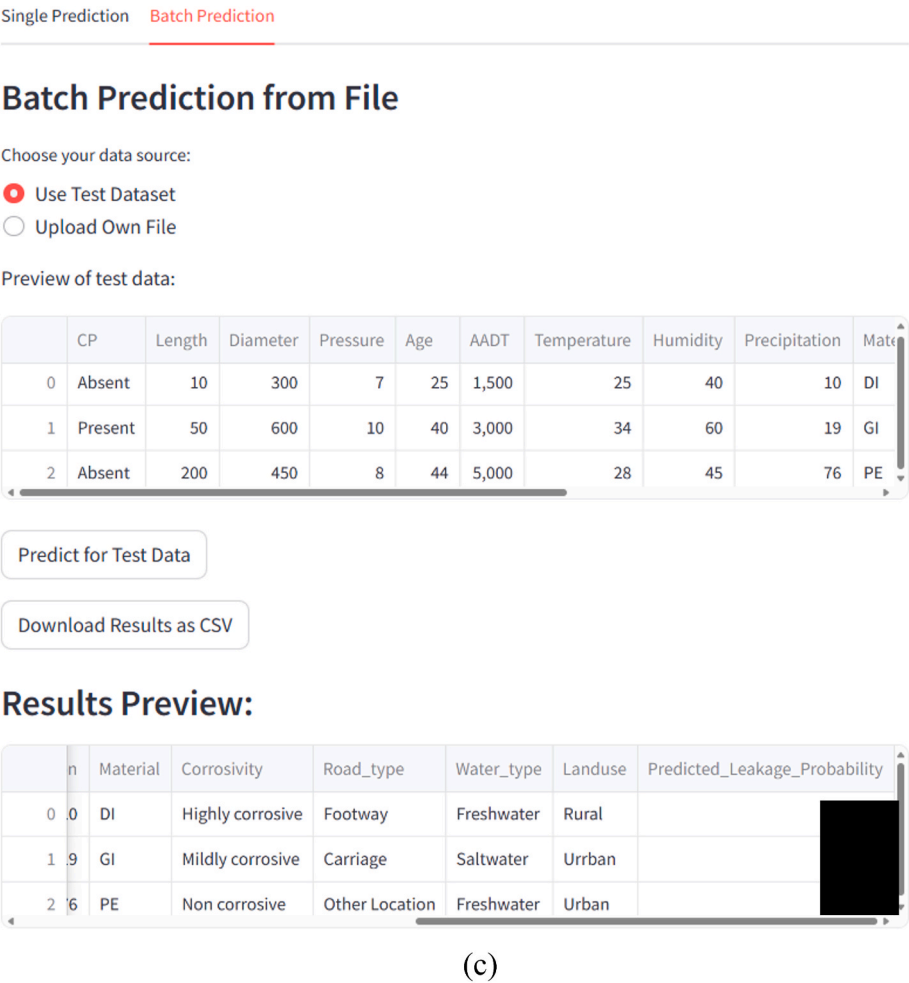 Single Prediction Batch Prediction
Batch Prediction from File
Choose your data source:
Use Test Dataset
Upload Own File
Preview of test data:
CP Length Diameter Pressure Age AADT Temperature Humidity Precipitation Mate
0 Absent 10 300 7 25 1,500 25 40 10 DI
1 Present 50 600 10 40 3,000 34 60 19 GI
2 Absent 200 450 8 44 5,000 28 45 76 PE
Predict for Test Data
Download Results as CSV
Results Preview:
n Material Corrosivity Road_type Water_type Landuse Predicted_Leakage_Probability
0 .0 DI Highly corrosive Footway Freshwater Rural
1 .9 GI Mildly corrosive Carriage Saltwater Urrban
2 '6 PE Non corrosive Other Location Freshwater Urban
(c)